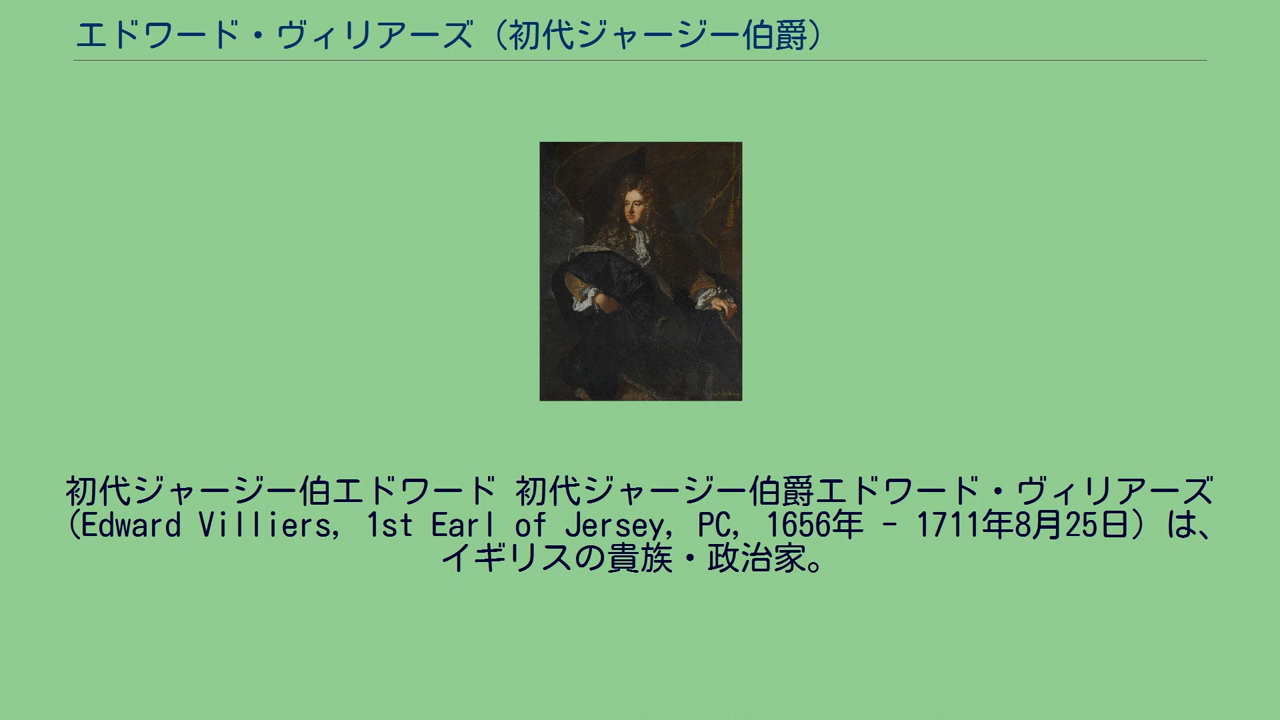 エドワード・ヴィリアーズ（初代ジャージー伯爵）
初代ジャージー伯エドワード 初代ジャージー伯爵エドワード・ヴィリアーズ
(Edward Villiers, 1st Earl of Jersey, PC, 1656年 - 1711年8月25日）は、
イギリスの貴族・政治家。